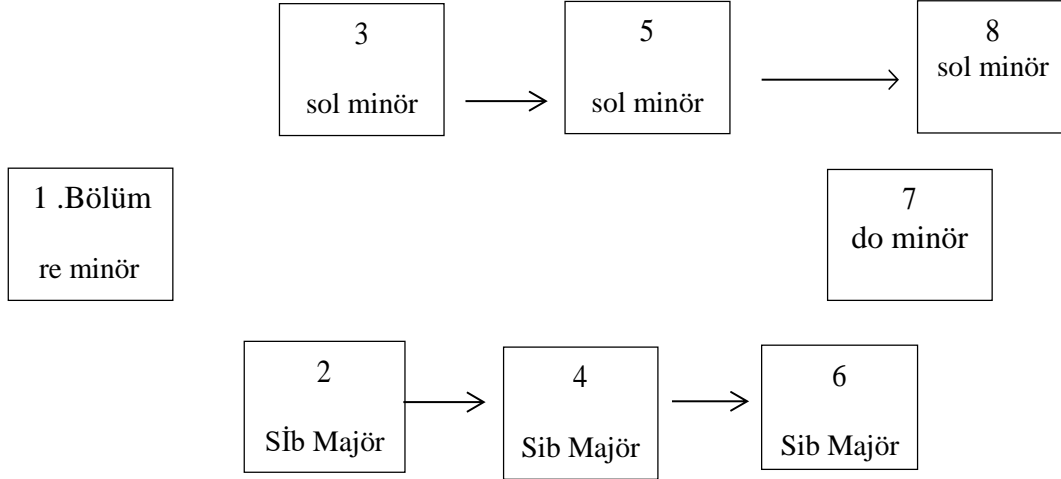 3
sol minör
5
sol minör
8
sol minör
1 .Bölüm
re minör
7
do minör
2
Sİb Majör
4
Sib Majör
6
Sib Majör